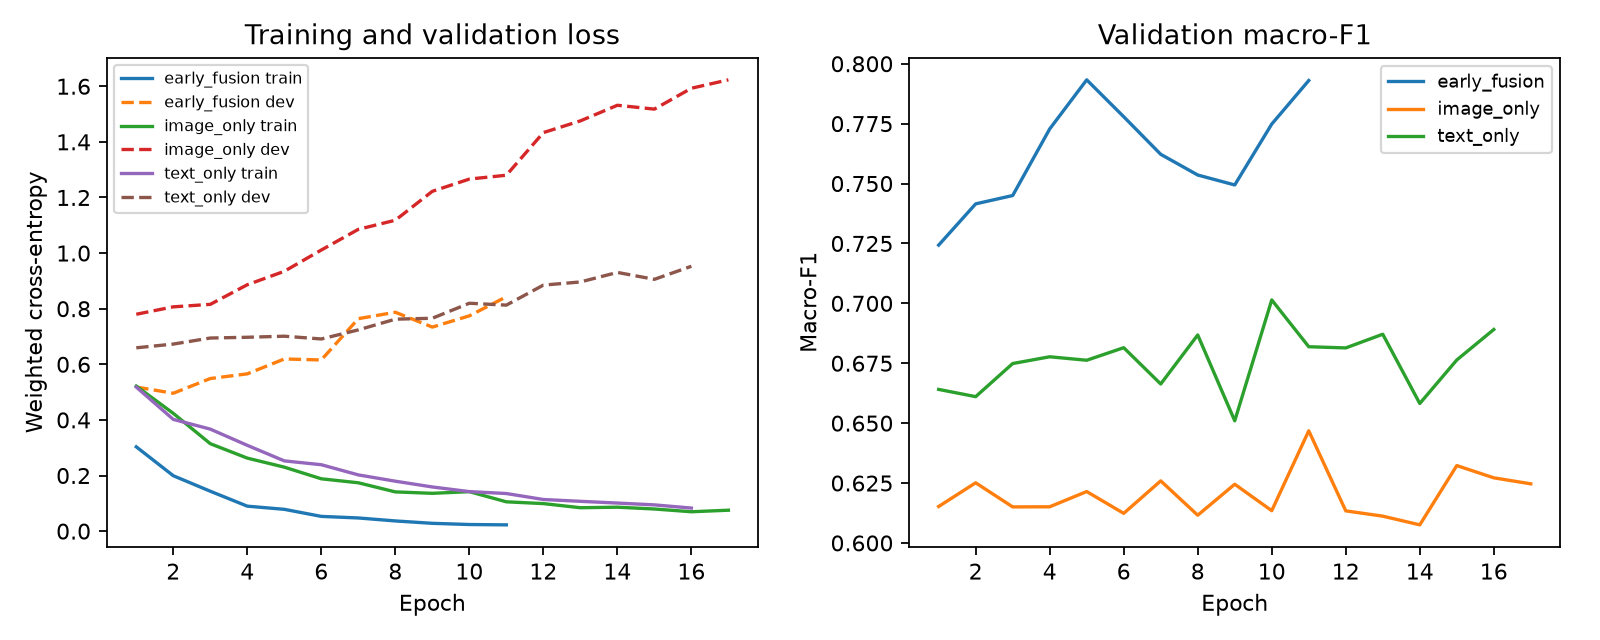 Training and validation loss
Weighted cross-entropy
1.6
1.4
1.2
1.0
0.8
0.6
0.4
0.2
0.0
early_fusion train
early_fusion dev
image_only train
image_only dev
text_only train
text_only dev
2 4 6 8 10 12 14 16
Epoch
Validation macro-F1
Macro-F1
0.800
0.775
0.750
0.725
0.700
0.675
0.650
0.625
0.600
early_fusion
image_only
text_only
2 4 6 8 10 12 14 16
Epoch